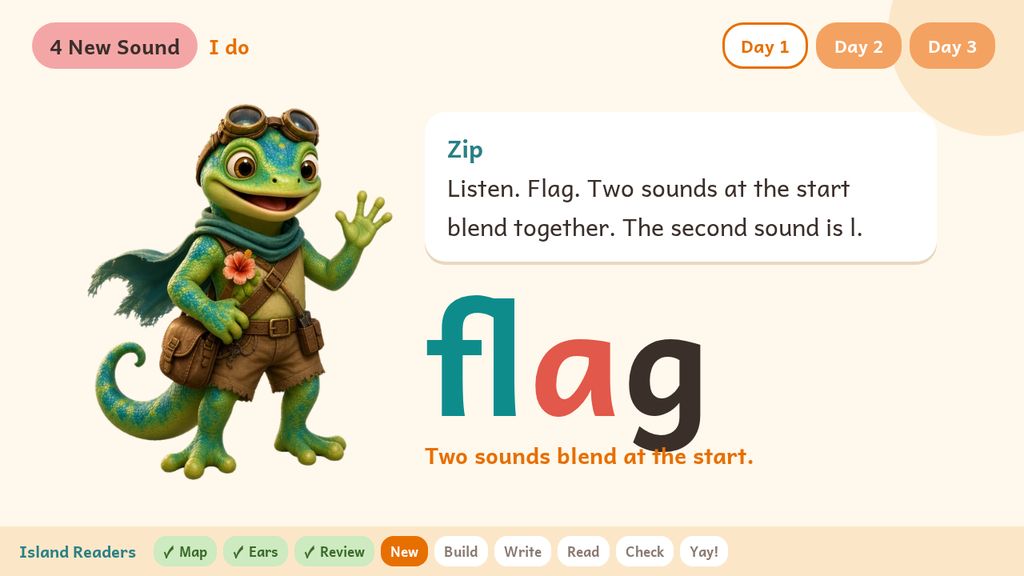 4 New Sound I do Day 1 Day 2 Day 3
Zip
Listen. Flag. Two sounds at the start
blend together. The second sound is l.
flag
Two sounds blend at the start.
Island Readers ✓ Map ✓ Ears ✓ Review New Build Write Read Check Yay!